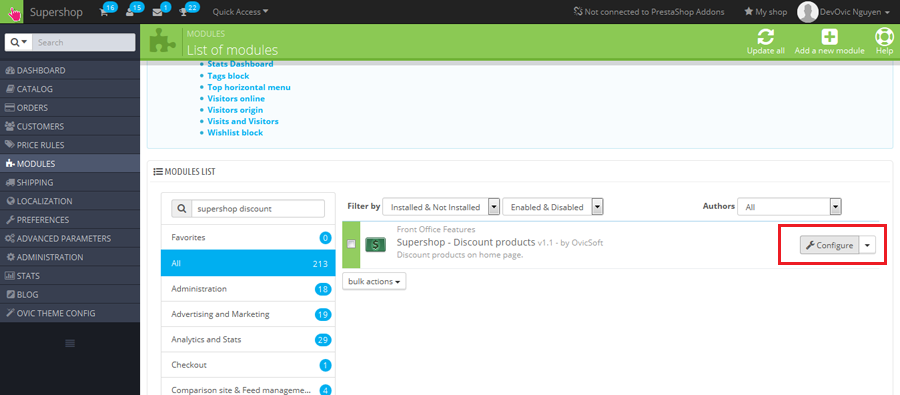 Supershop 16 15 1 22 Quick Access Not connected to PrestaShop Addons My shop DevOvic Nguyen
MODULES
List of modules
Update all Add a new module Help
DASHBOARD
CATALOG
ORDERS
CUSTOMERS
PRICE RULES
MODULES
SHIPPING
LOCALIZATION
PREFERENCES
ADVANCED PARAMETERS
ADMINISTRATION
STATS
BLOG
OVIC THEME CONFIG
Stats Dashboard
Tags block
Top horizontal menu
Visitors online
Visitors origin
Visits and Visitors
Wishlist block
MODULES LIST
supershop discount
Favorites 0
All 213
Administration 18
Advertising and Marketing 19
Analytics and Stats 29
Checkout 1
Comparison site & Feed manageme... 4
Filter by Installed & Not Installed Enabled & Disabled Authors All
Front Office Features
Supershop - Discount products v1.1 - by OvicSoft
Discount products on home page.
Configure
bulk actions